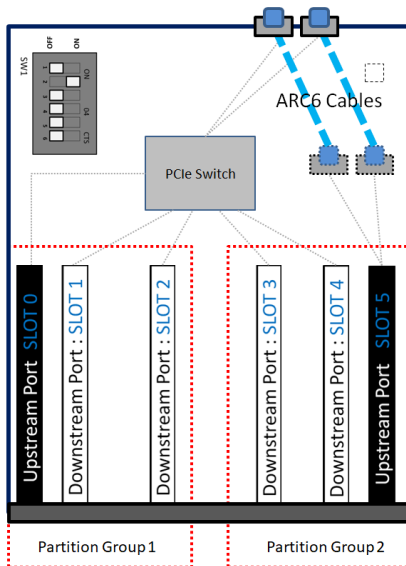 OFF ON
SW1
1
2
3
4
5
6
ON
04
CTS
ARC6 Cables
PCIe Switch
Upstream Port SLOT 0
Downstream Port : SLOT 1
Downstream Port : SLOT 2
Downstream Port : SLOT 3
Downstream Port : SLOT 4
Upstream Port SLOT 5
Partition Group 1
Partition Group 2